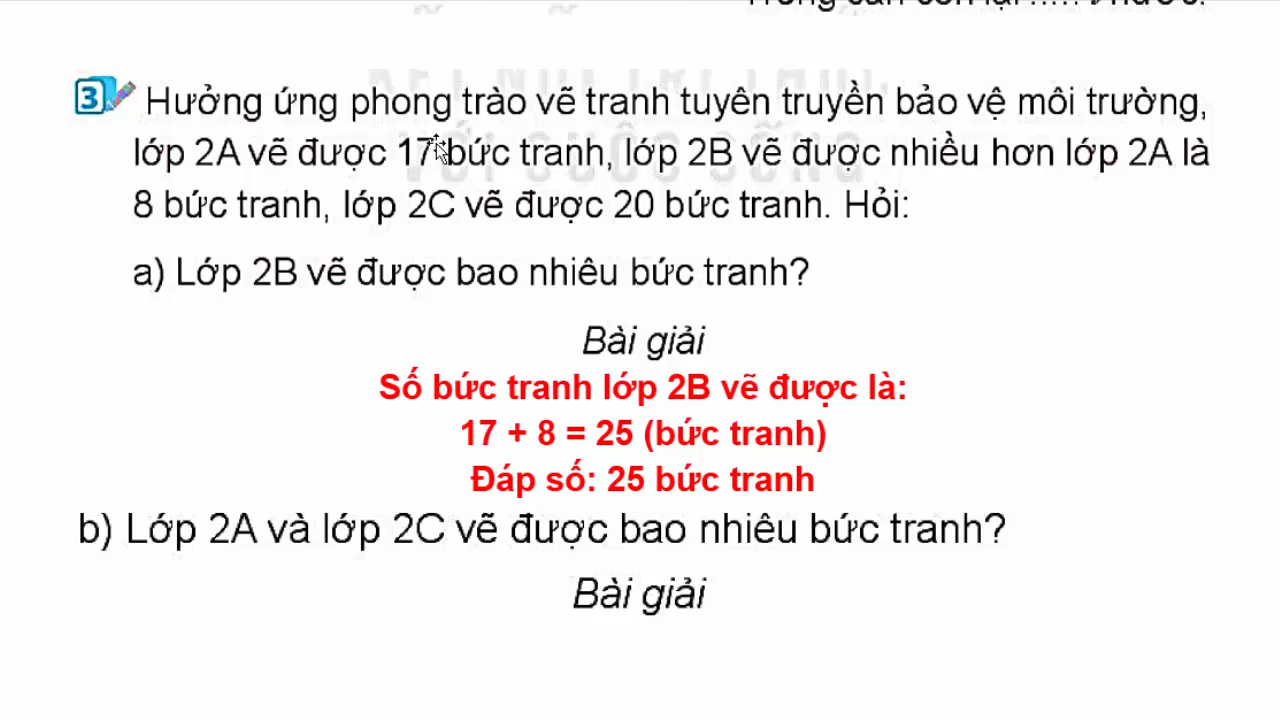 3 Hưởng ứng phong trào vẽ tranh tuyên truyền bảo vệ môi trường,
lớp 2A vẽ được 17 bức tranh, lớp 2B vẽ được nhiều hơn lớp 2A là
8 bức tranh, lớp 2C vẽ được 20 bức tranh. Hỏi:
a) Lớp 2B vẽ được bao nhiêu bức tranh?
Bài giải
Số bức tranh lớp 2B vẽ được là:
17 + 8 = 25 (bức tranh)
Đáp số: 25 bức tranh
b) Lớp 2A và lớp 2C vẽ được bao nhiêu bức tranh?
Bài giải